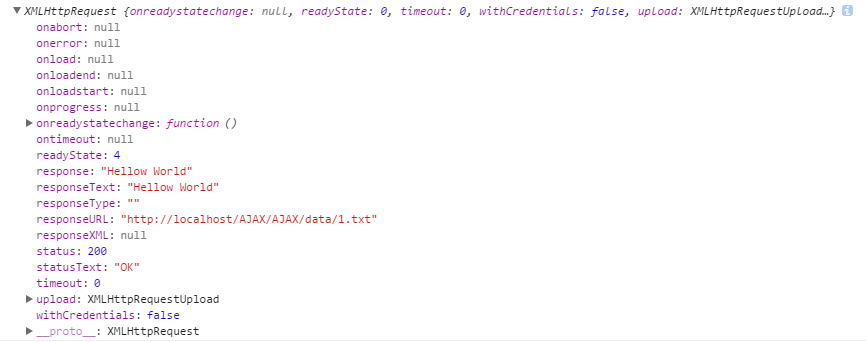 XMLHttpRequest {onreadystatechange: null, readyState: 0, timeout: 0, withCredentials: false, upload: XMLHttpRequestUpload…} i
onabort: null
onerror: null
onload: null
onloadend: null
onloadstart: null
onprogress: null
onreadystatechange: function ()
ontimeout: null
readyState: 4
response: "Hellow World"
responseText: "Hellow World"
responseType: ""
responseURL: "http://localhost/AJAX/AJAX/data/1.txt"
responseXML: null
status: 200
statusText: "OK"
timeout: 0
upload: XMLHttpRequestUpload
withCredentials: false
__proto__: XMLHttpRequest